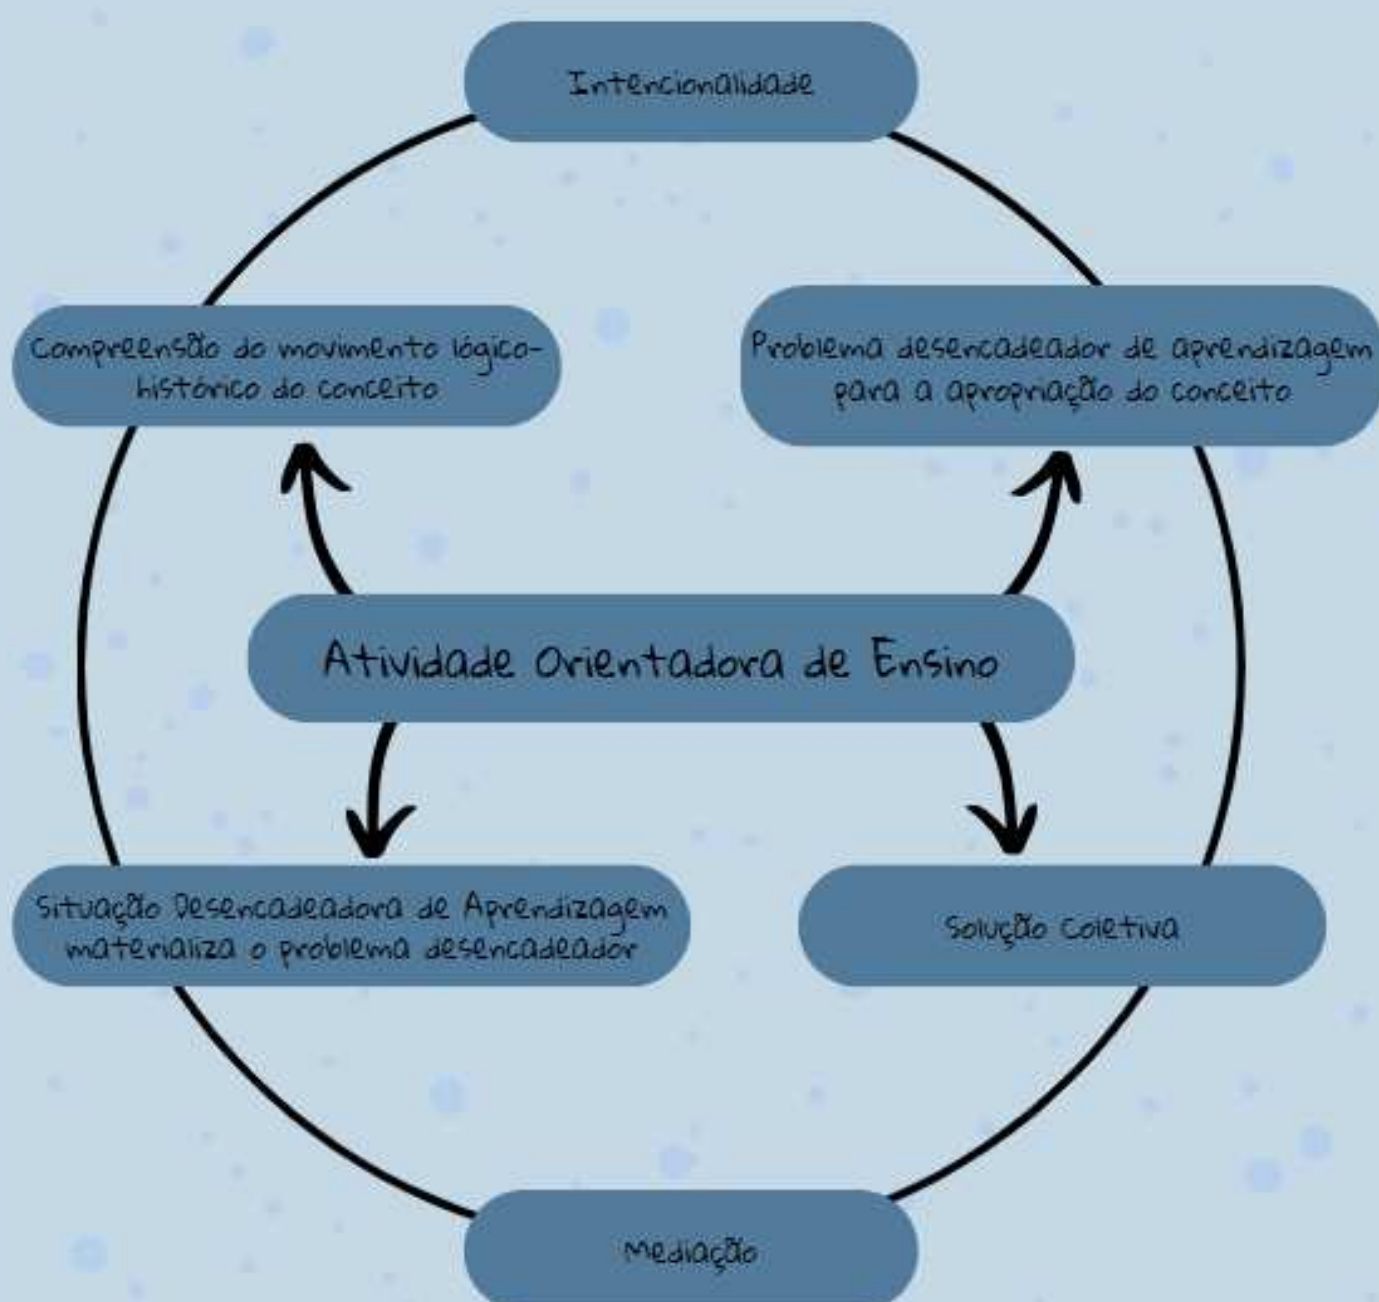 Intencionalidade
Compreensão do movimento lógico-
histórico do conceito
Problema desencadeador de aprendizagem
para a apropriação do conceito
Atividade Orientadora de Ensino
Situação Desencadeadora de Aprendizagem
materializa o problema desencadeador
Solução Coletiva
Mediação